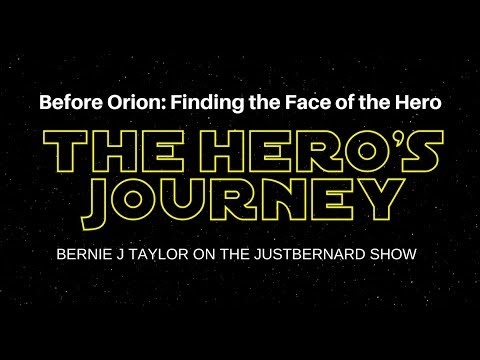 Before Orion: Finding the Face of the Hero
THE HERO'S
JOURNEY
BERNIE J TAYLOR ON THE JUSTBERNARD SHOW